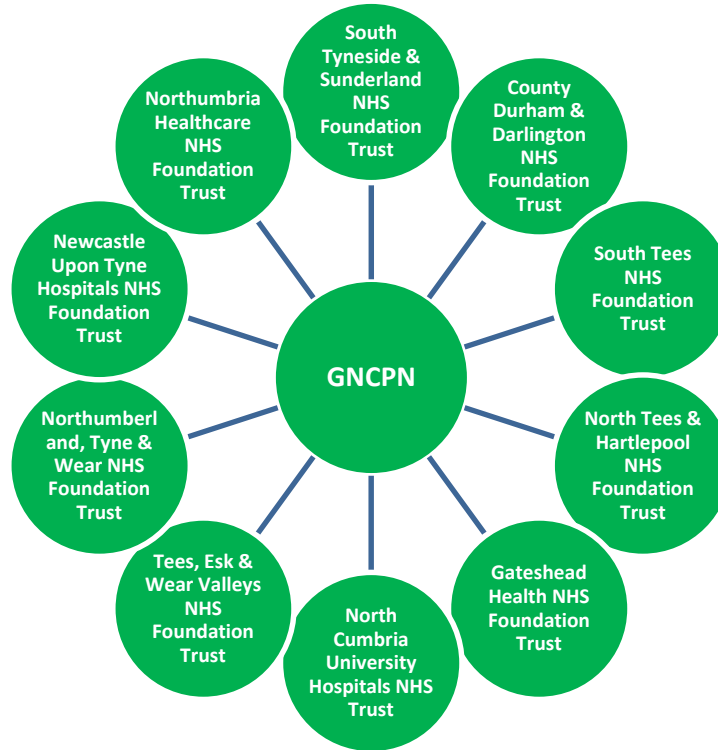 South
Tyneside &
Sunderland
NHS
Foundation
Trust
County
Durham &
Darlington
NHS
Foundation
Trust
South Tees
NHS
Foundation
Trust
North Tees &
Hartlepool
NHS
Foundation
Trust
Gateshead
Health NHS
Foundation
Trust
North
Cumbria
University
Hospitals NHS
Trust
Tees, Esk &
Wear Valleys
NHS
Foundation
Trust
Northumberl
and, Tyne &
Wear NHS
Foundation
Trust
Newcastle
Upon Tyne
Hospitals NHS
Foundation
Trust
Northumbria
Healthcare
NHS
Foundation
Trust
GNCPN